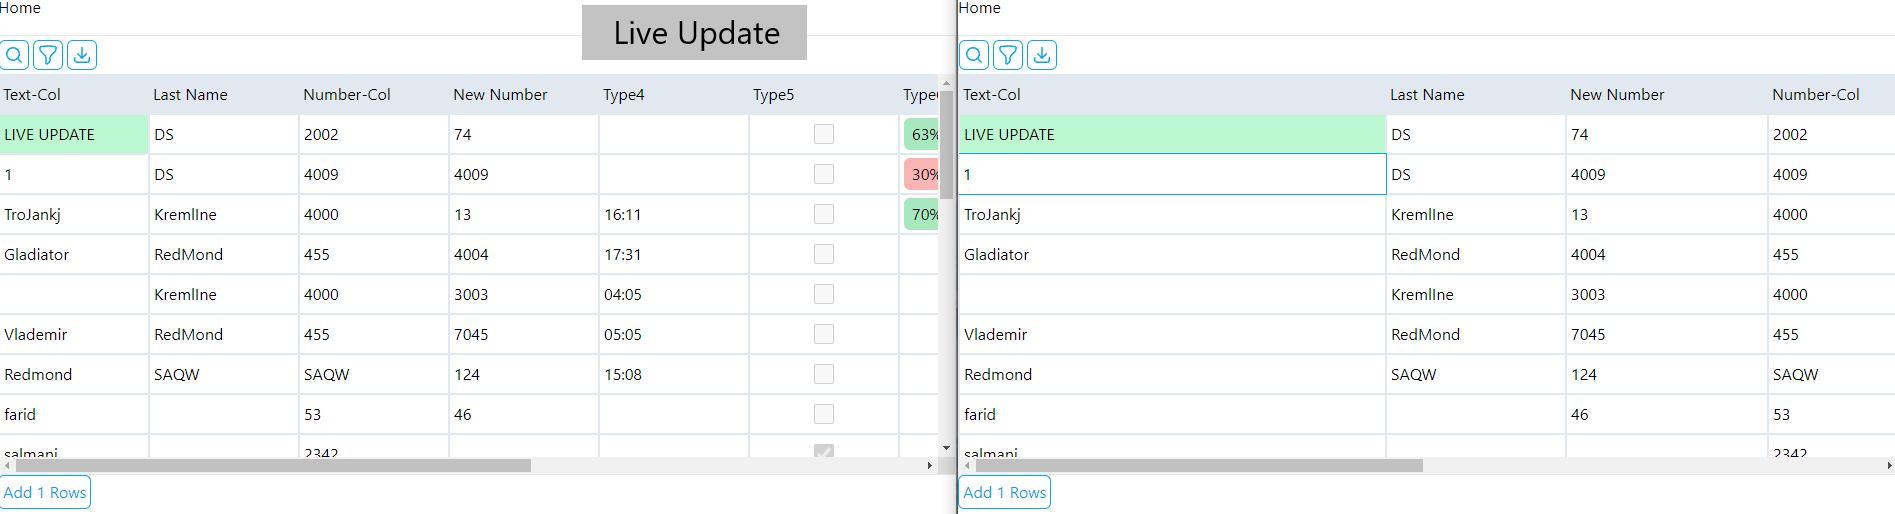 Home
Live Update
Text-Col Last Name Number-Col New Number Type4 Type5
LIVE UPDATE DS 2002 74 63%
1 DS 4009 4009 30%
TroJankj KremlIne 4000 13 16:11 70%
Gladiator RedMond 455 4004 17:31
KremlIne 4000 3003 04:05
Vlademir RedMond 455 7045 05:05
Redmond SAQW SAQW 124 15:08
farid 53 46
salmani 2342
Add 1 Rows
Home
Text-Col Last Name New Number Number-Col
LIVE UPDATE DS 74 2002
1 DS 4009 4009
TroJankj KremlIne 13 4000
Gladiator RedMond 4004 455
KremlIne 3003 4000
Vlademir RedMond 7045 455
Redmond SAQW 124 SAQW
farid 46 53
salmani 2342
Add 1 Rows